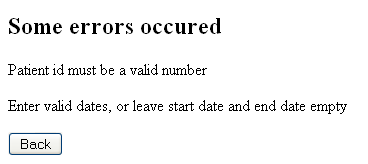 Some errors occured
Patient id must be a valid number
Enter valid dates, or leave start date and end date empty
Back